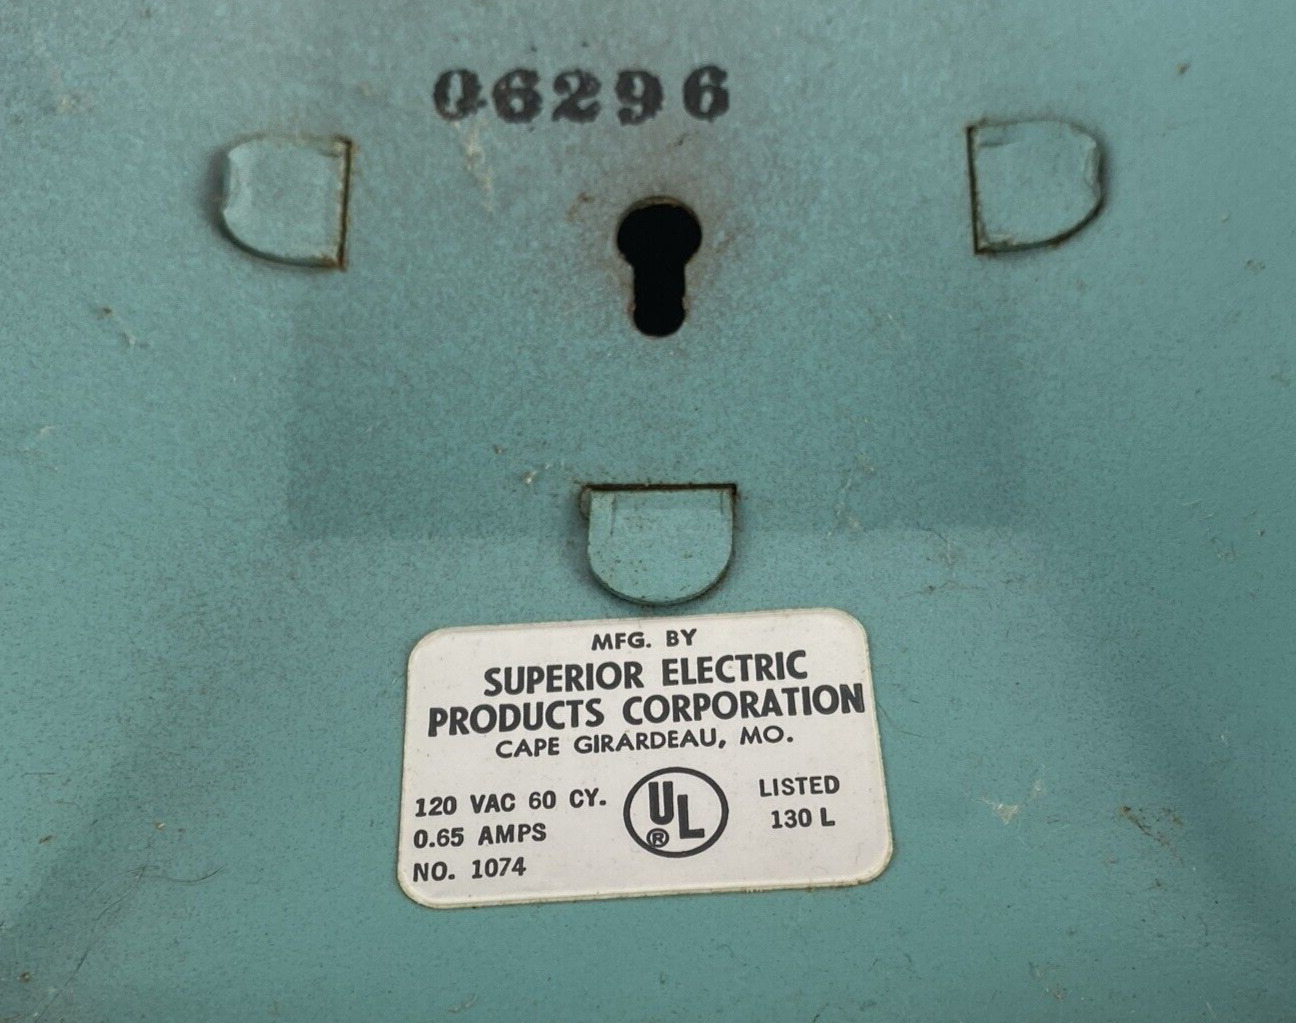 06296
MFG. BY
SUPERIOR ELECTRIC
PRODUCTS CORPORATION
CAPE GIRARDEAU, MO.
120 VAC 60 CY.
0.65 AMPS
NO. 1074
UL
®
LISTED
130 L